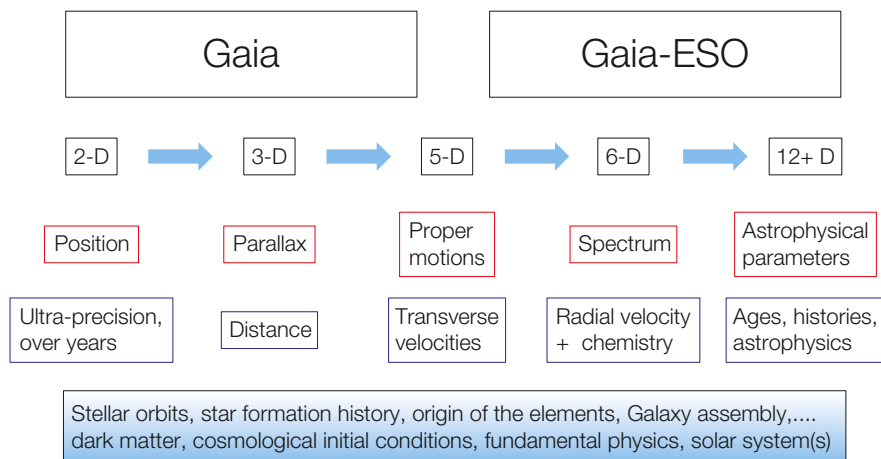 Gaia
Gaia-ESO
2-D
3-D
5-D
6-D
12+ D
Position
Parallax
Proper
motions
Spectrum
Astrophysical
parameters
Ultra-precision,
over years
Distance
Transverse
velocities
Radial velocity
+ chemistry
Ages, histories,
astrophysics
Stellar orbits, star formation history, origin of the elements, Galaxy assembly,....
dark matter, cosmological initial conditions, fundamental physics, solar system(s)